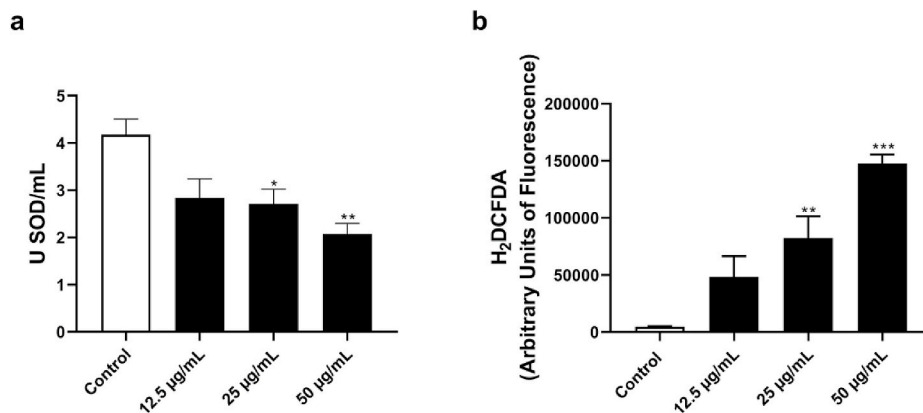 a
U SOD/mL
5
4
3
2
1
0
*
**
Control
12.5 µg/mL
25 µg/mL
50 µg/mL
b
H₂DCFDA
(Arbitrary Units of Fluorescence)
200000
150000
100000
50000
0
**
***
Control
12.5 µg/mL
25 µg/mL
50 µg/mL